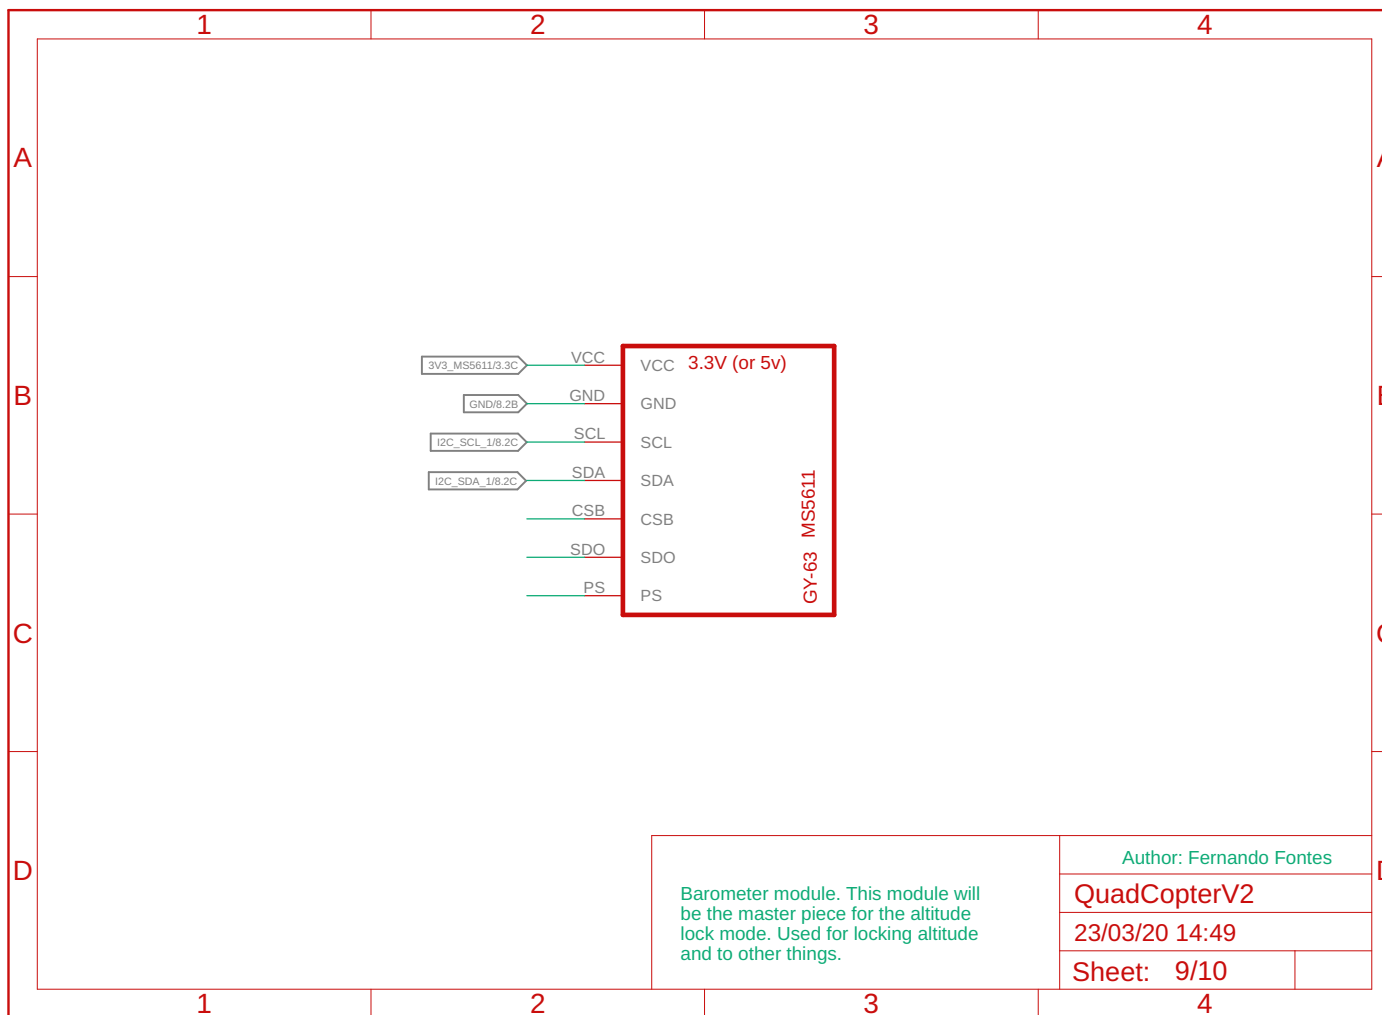 1 2 3 4
A
B
C
D
3V3_MS5611/3.3C VCC VCC 3.3V (or 5v)
GND/8.2B GND GND
I2C_SCL_1/8.2C SCL SCL
I2C_SDA_1/8.2C SDA SDA
CSB CSB
SDO SDO
PS PS
GY-63 MS5611
Barometer module. This module will
be the master piece for the altitude
lock mode. Used for locking altitude
and to other things.
Author: Fernando Fontes
QuadCopterV2
23/03/20 14:49
Sheet: 9/10
1 2 3 4